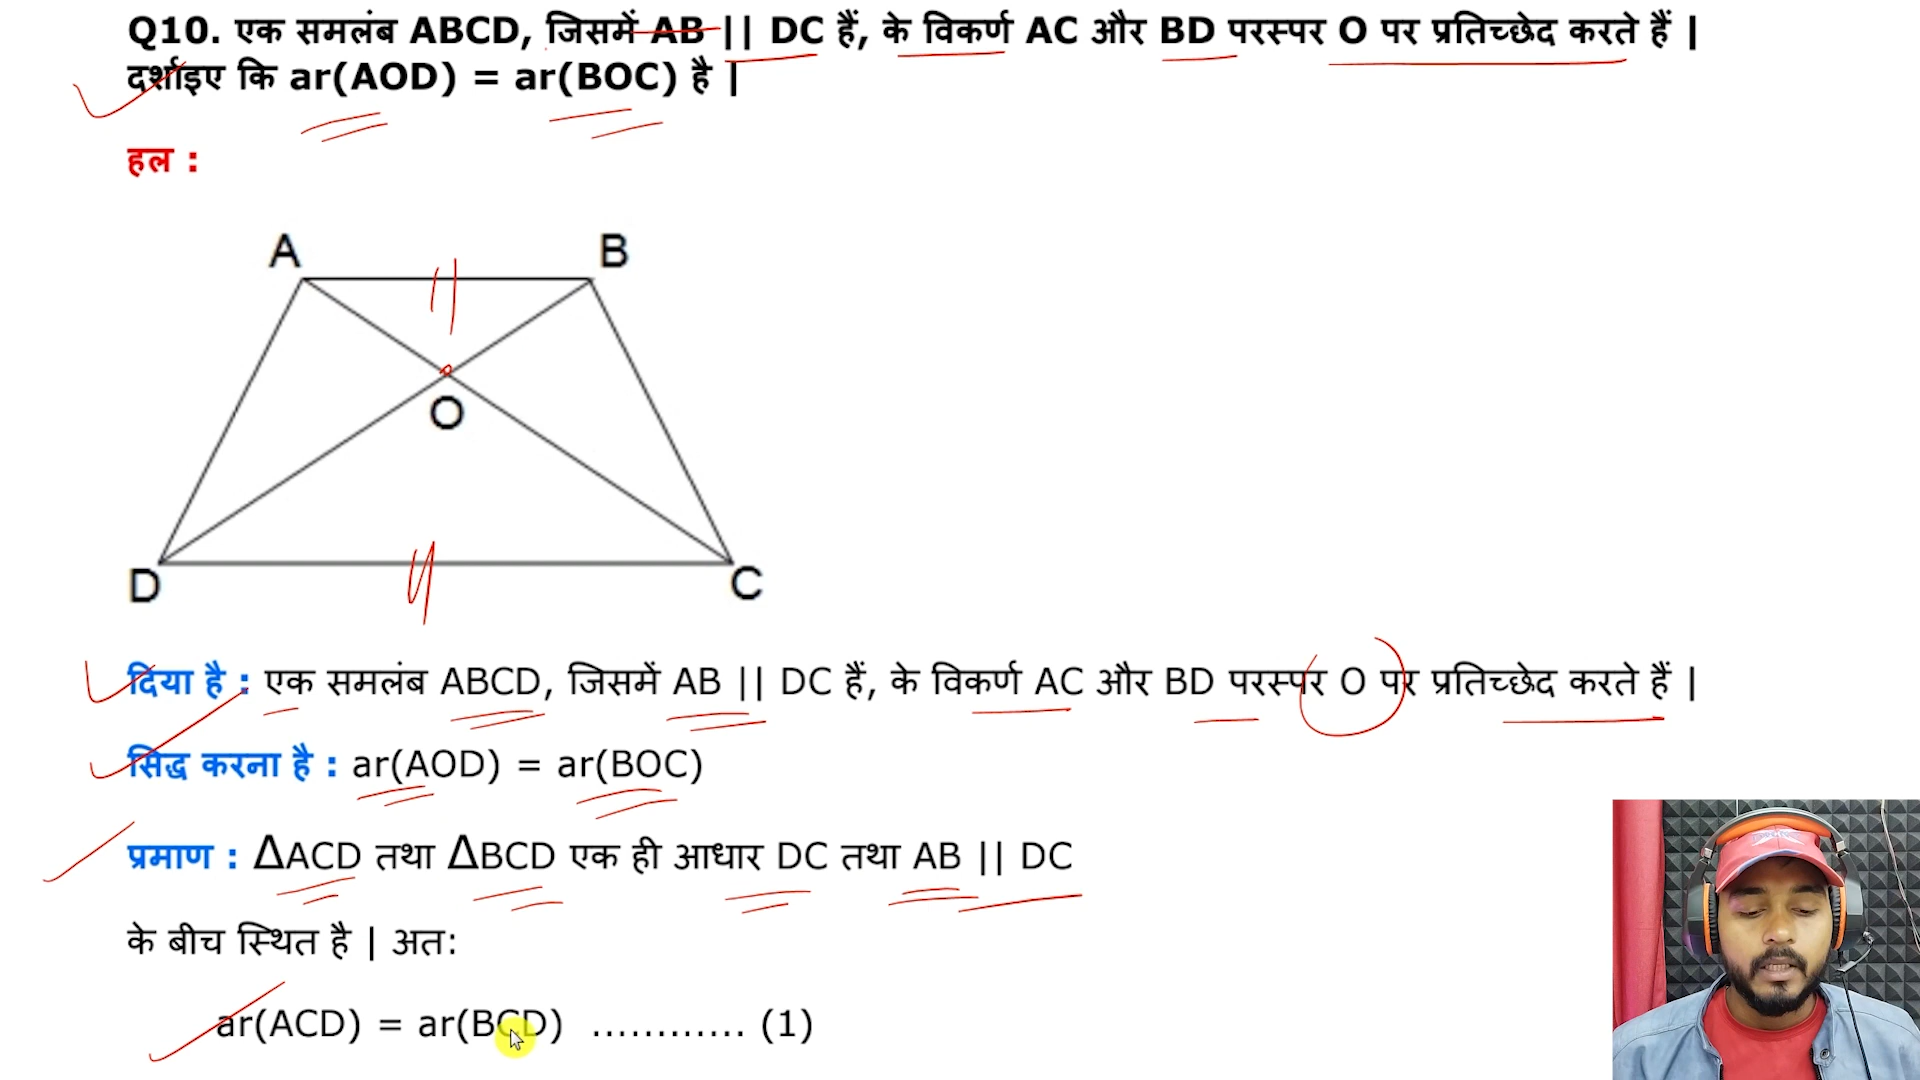 Q10. एक समलंब ABCD, जिसमें AB || DC हैं, के विकर्ण AC और BD परस्पर O पर प्रतिच्छेद करते हैं |
दर्शाइए कि ar(AOD) = ar(BOC) है |
हल :
A B
O
D C
दिया है : एक समलंब ABCD, जिसमें AB || DC हैं, के विकर्ण AC और BD परस्पर O पर प्रतिच्छेद करते हैं |
सिद्ध करना है : ar(AOD) = ar(BOC)
प्रमाण : ΔACD तथा ΔBCD एक ही आधार DC तथा AB || DC
के बीच स्थित है | अत:
ar(ACD) = ar(BCD) ............ (1)